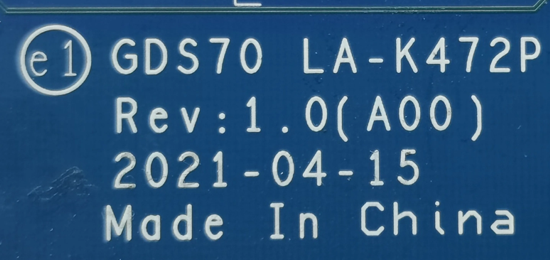 e1 GDS70 LA-K472P
Rev:1.0(A00)
2021-04-15
Made In China